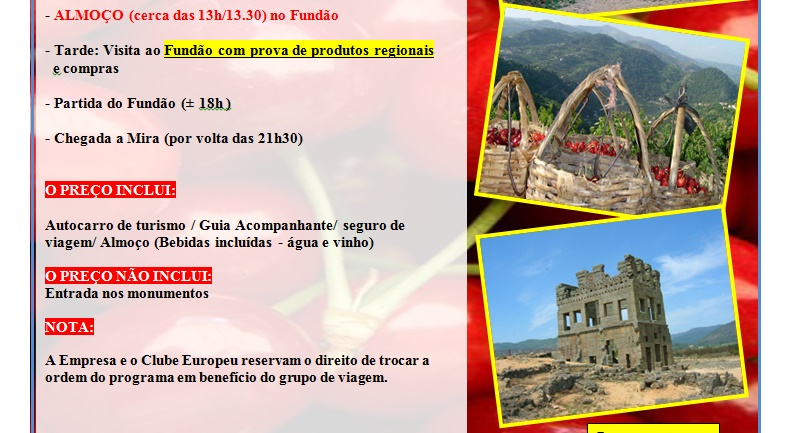 - ALMOÇO (cerca das 13h/13.30) no Fundão
- Tarde: Visita ao Fundão com prova de produtos regionais
e compras
- Partida do Fundão (± 18h)
- Chegada a Mira (por volta das 21h30)
O PREÇO INCLUI:
Autocarro de turismo / Guia Acompanhante/ seguro de
viagem/ Almoço (Bebidas incluídas - água e vinho)
O PREÇO NÃO INCLUI:
Entrada nos monumentos
NOTA:
A Empresa e o Clube Europeu reservam o direito de trocar a
ordem do programa em benefício do grupo de viagem.